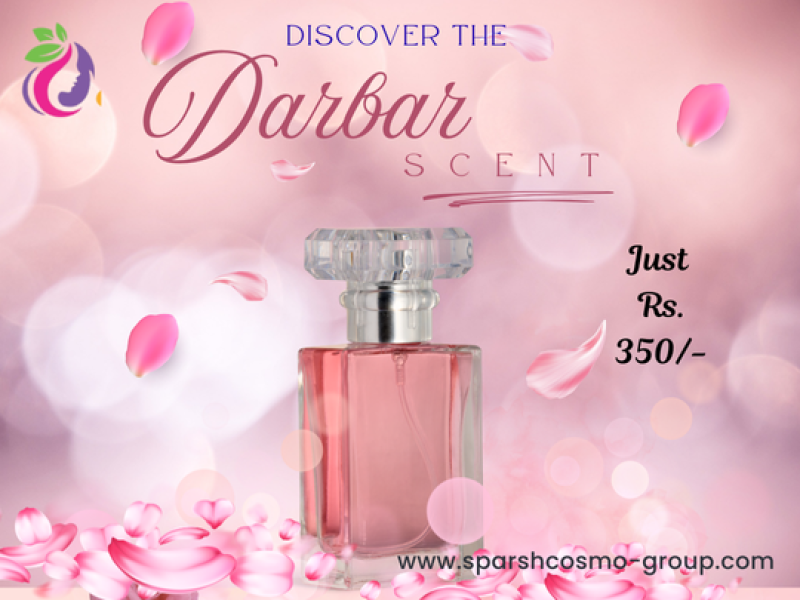 DISCOVER THE
Darbar
SCENT
Just
Rs.
350/-
www.sparshcosmo-group.com